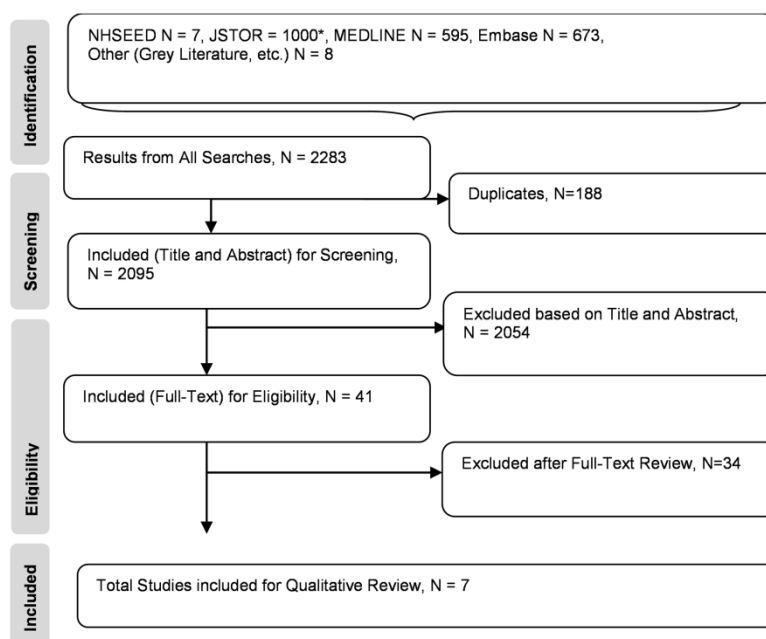 NHSEED N = 7, JSTOR = 1000*, MEDLINE N = 595, Embase N = 673,
Other (Grey Literature, etc.) N = 8
Identification
Results from All Searches, N = 2283
Duplicates, N=188
Screening
Included (Title and Abstract) for Screening,
N = 2095
Excluded based on Title and Abstract,
N = 2054
Eligibility
Included (Full-Text) for Eligibility, N = 41
Excluded after Full-Text Review, N=34
Included
Total Studies included for Qualitative Review, N = 7